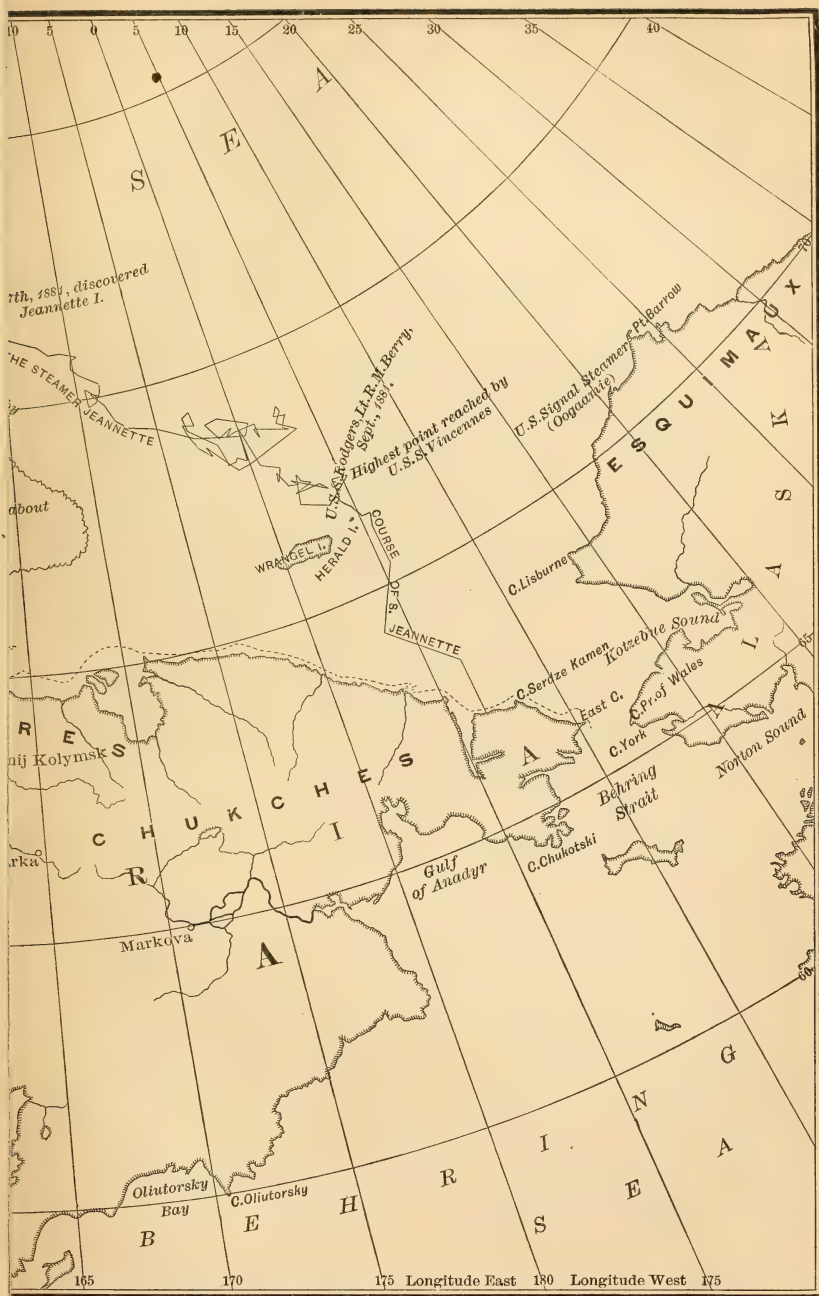 10 5 0 5 10 15 20 25 30 35 40
SEA
7th, 1881, discovered
Jeannette I.
THE STEAMER JEANNETTE
about
U.S.S. Rodgers, Lt. R. M. Berry,
Sept., 1881.
Highest point reached by
U.S.S. Vincennes
U.S. Signal Steamer
(Oogaamie)
Pt. Barrow
70
ESQUIMAUX
ALASKA
WRANGEL I.
HERALD I.
COURSE OF S. JEANNETTE
C. Lisburne
Kotzebue Sound
65
C. Serdze Kamen
East C.
C. Pr. of Wales
C. York
Norton Sound
Behring
Strait
C. Chukotski
Gulf
of Anadyr
RES
nij Kolymsk
CHUKCHES
rka
R I A
A
Markova
60
Oliutorsky
Bay
C. Oliutorsky
BEHRING
SEA
165 170 175 Longitude East 180 Longitude West 175